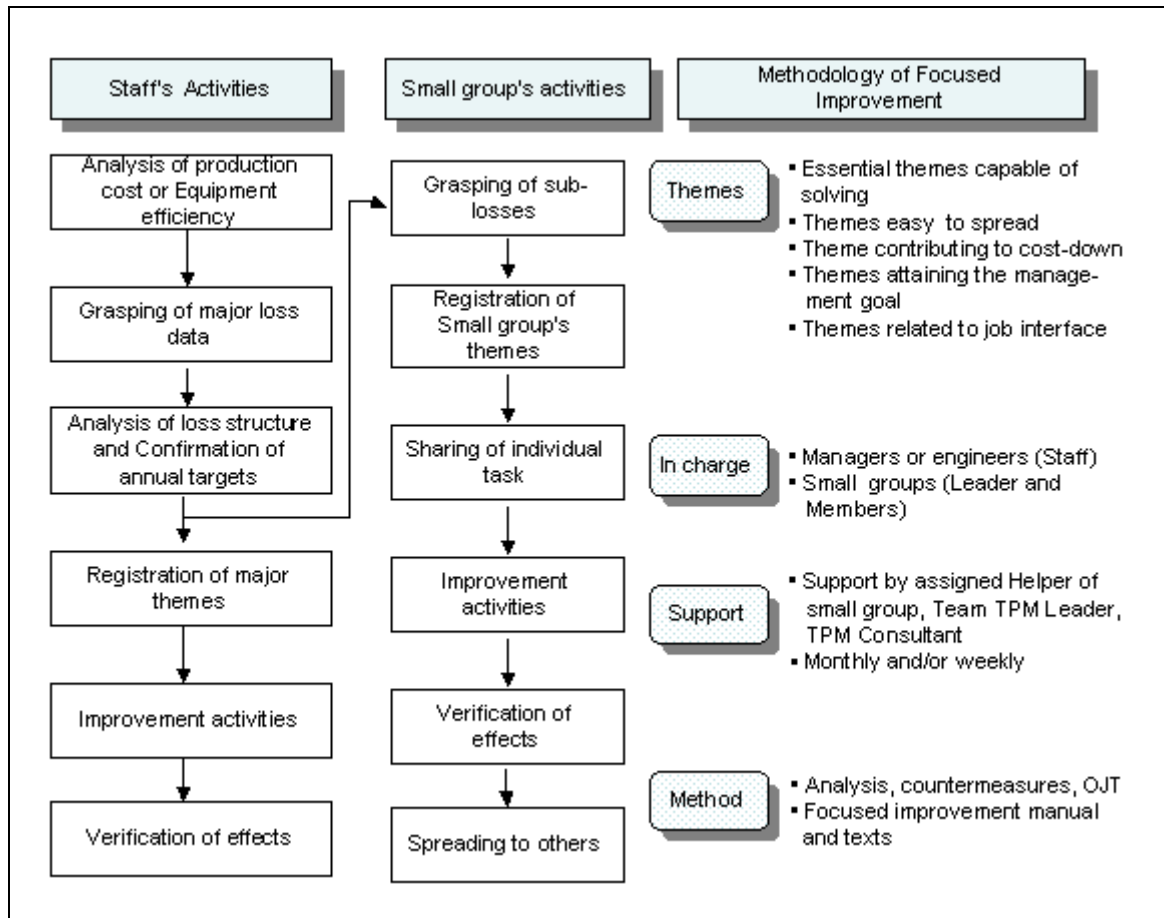 Staff's Activities
Small group's activities
Methodology of Focused
Improvement
Analysis of production
cost or Equipment
efficiency
Grasping of major loss
data
Analysis of loss structure
and Confirmation of
annual targets
Registration of major
themes
Improvement activities
Verification of effects
Grasping of sub-
losses
Registration of
Small group's
themes
Sharing of individual
task
Improvement
activities
Verification of
effects
Spreading to others
Themes
▪ Essential themes capable of
solving
▪ Themes easy to spread
▪ Theme contributing to cost-down
▪ Themes attaining the manage-
ment goal
▪ Themes related to job interface
In charge
▪ Managers or engineers (Staff)
▪ Small groups (Leader and
Members)
Support
▪ Support by assigned Helper of
small group, Team TPM Leader,
TPM Consultant
▪ Monthly and/or weekly
Method
▪ Analysis, countermeasures, OJT
▪ Focused improvement manual
and texts